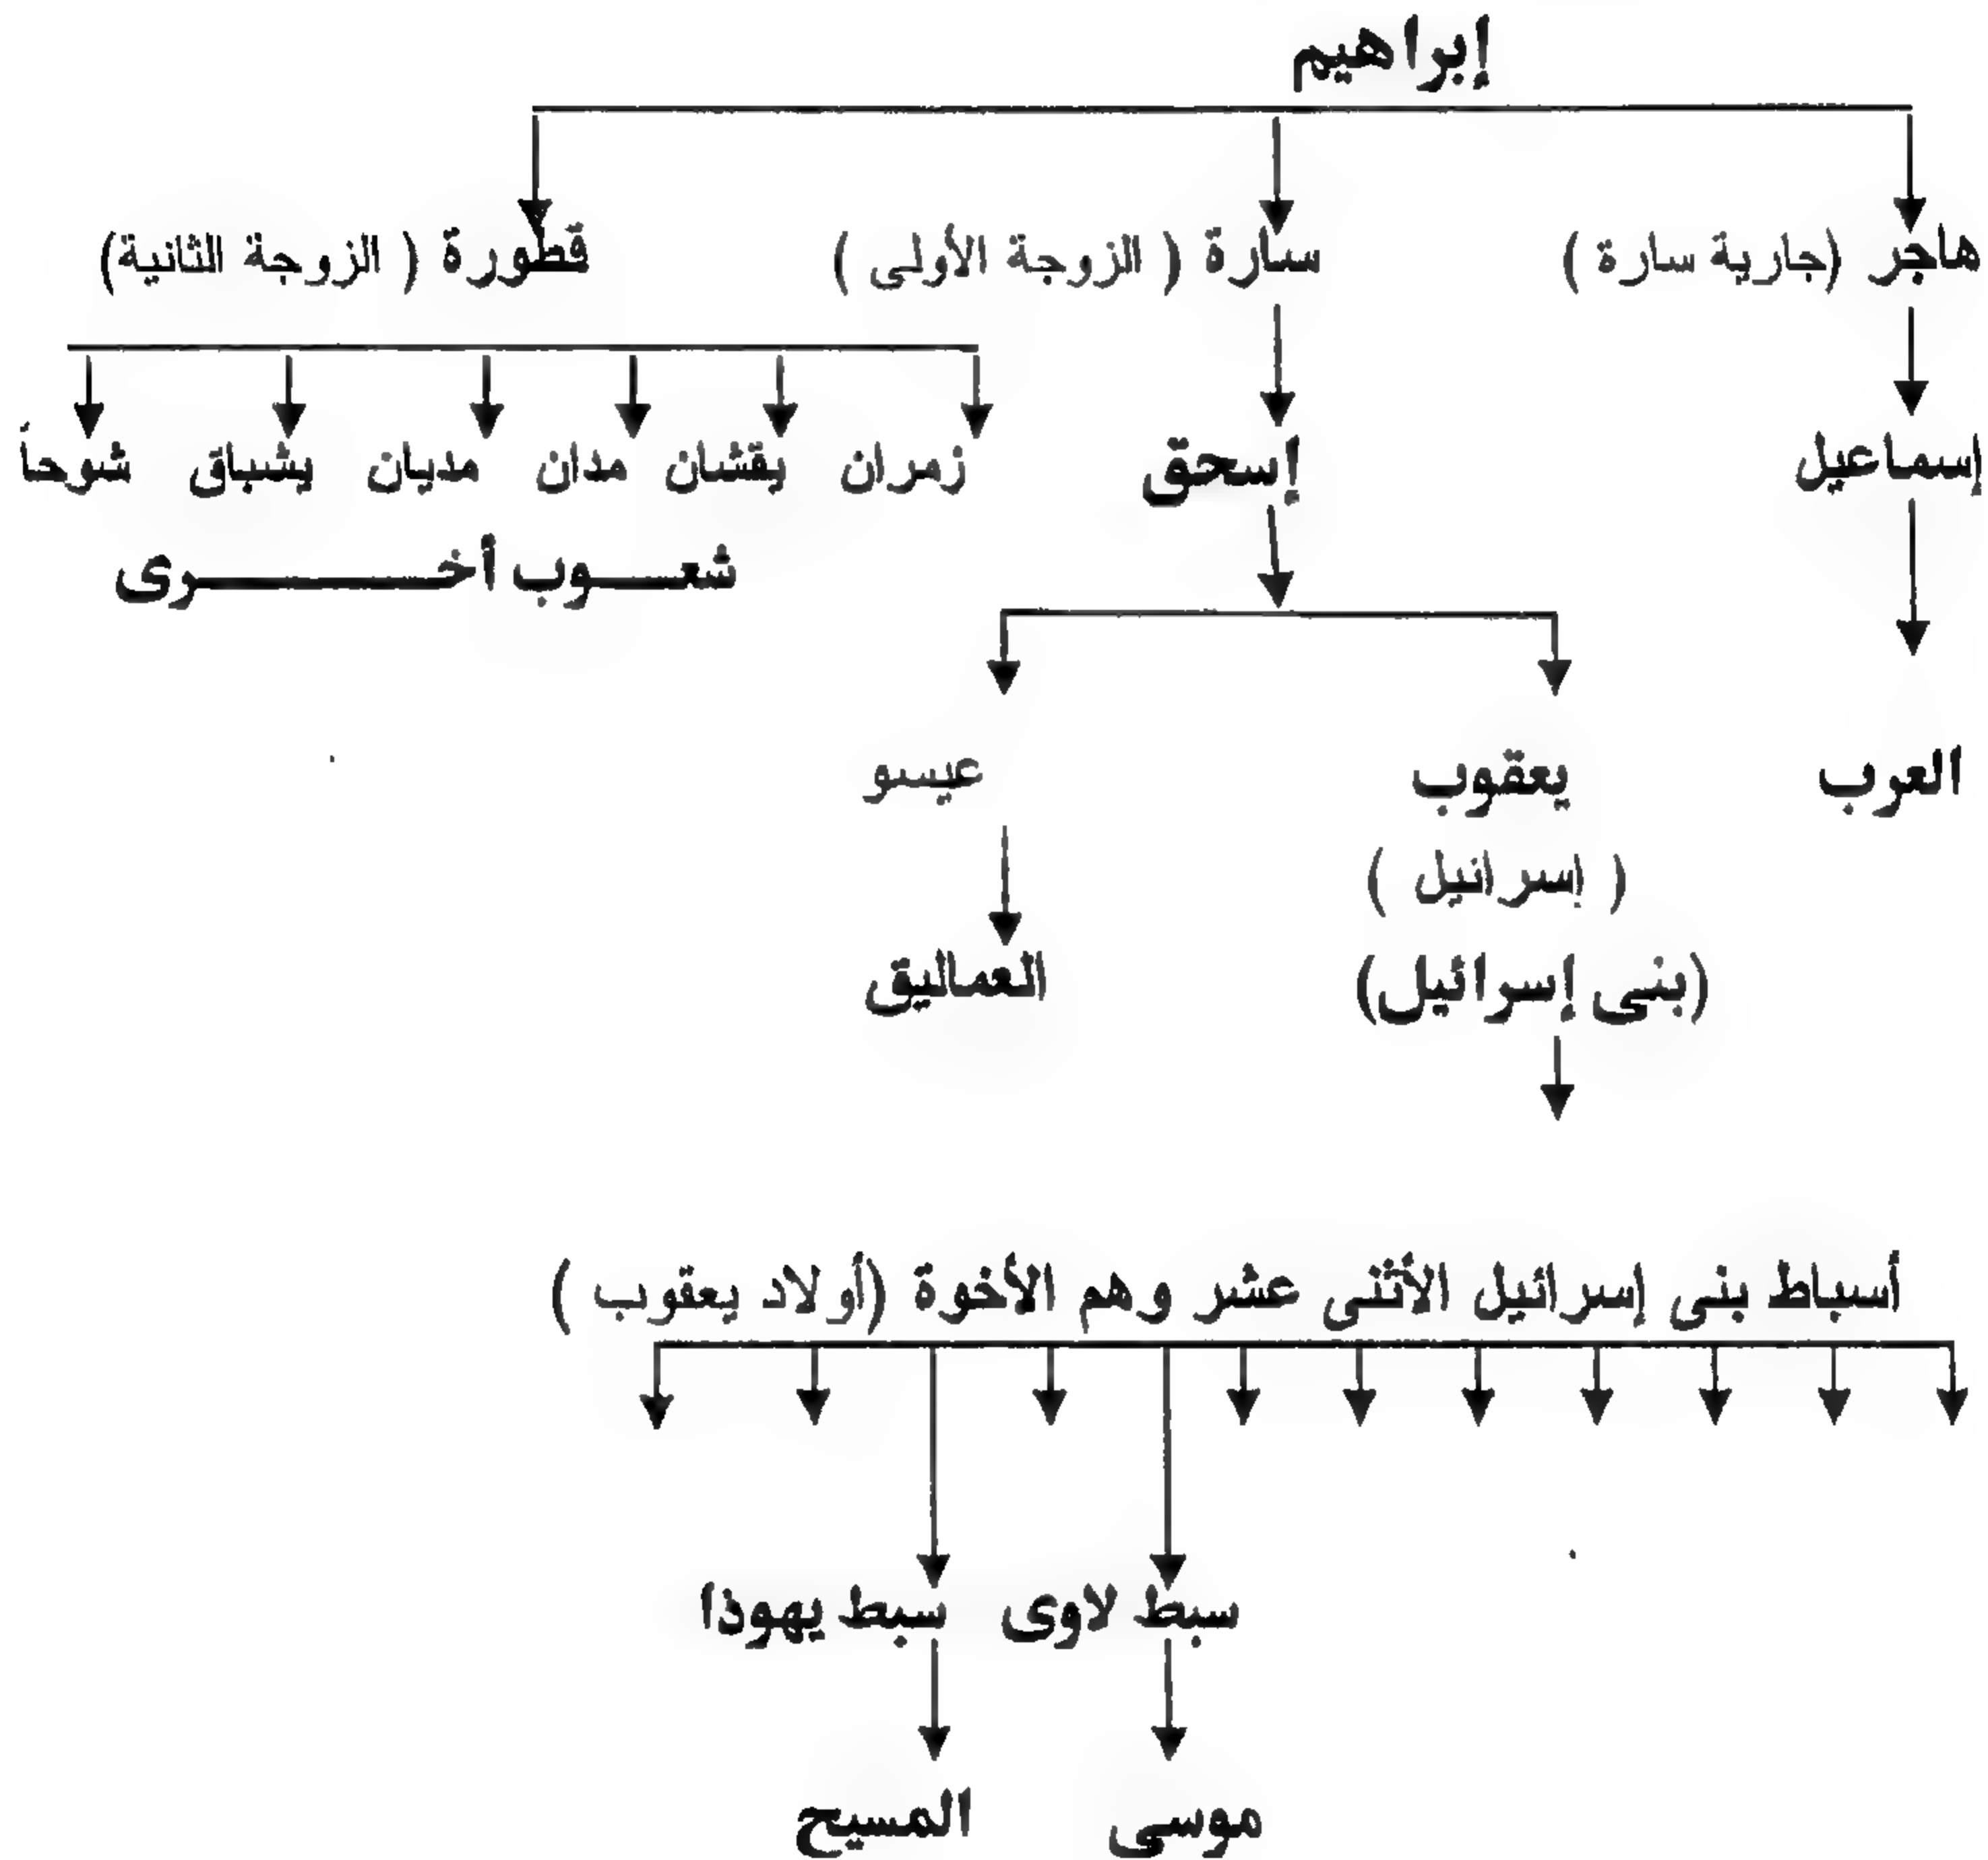 إبراهيم
هاجر (جارية سارة) سارة (الزوجة الأولى) قطورة (الزوجة الثانية)
إسماعيل إسحق زمران يقشان مدان مديان يشباق شوحاً
شعـــوب أخـــــــرى
العرب يعقوب عيسو
(إسرائيل)
(بنى إسرائيل) العماليق
أسباط بنى إسرائيل الأثنى عشر وهم الأخوة (أولاد يعقوب)
سبط لاوى سبط يهوذا
موسى المسيح